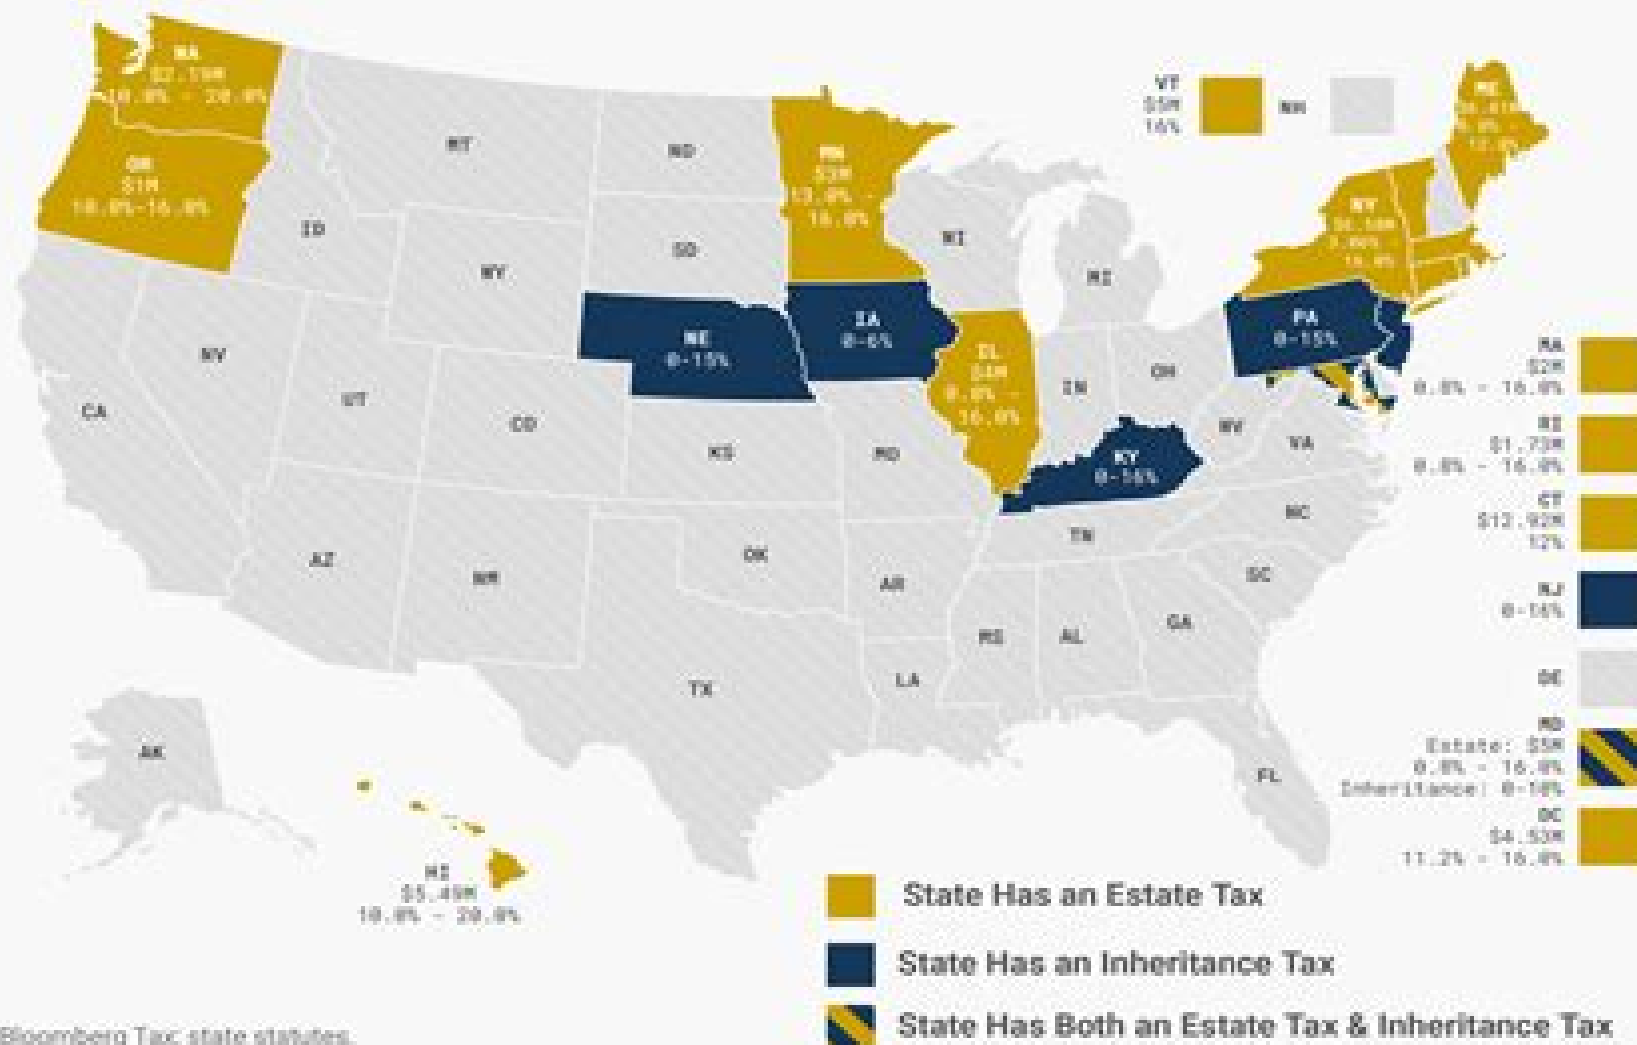 WA
$2.19M
10.0% - 20.0%
OR
$1M
10.0%-16.0%
MT
ID
WY
ND
SD
MN
$3M
13.0% -
16.0%
WI
MI
VT
$5M
16%
NH
ME
NY
16.0%
NV
CA
UT
CO
NE
0-15%
IA
0-6%
IL
$4M
0.8% -
16.0%
IN
OH
PA
0-15%
KS
MO
KY
0-16%
WV
VA
NC
TN
SC
AZ
NM
OK
AR
MS
AL
GA
TX
LA
FL
AK
HI
$5.49M
10.0% - 20.0%
MA
$2M
0.8% - 16.0%
RI
$1.73M
0.8% - 16.0%
CT
$12.92M
12%
NJ
0-16%
DE
MD
Estate: $5M
0.8% - 16.0%
Inheritance: 0-10%
DC
$4.53M
11.2% - 16.0%
State Has an Estate Tax
State Has an Inheritance Tax
State Has Both an Estate Tax & Inheritance Tax
Bloomberg Tax; state statutes.